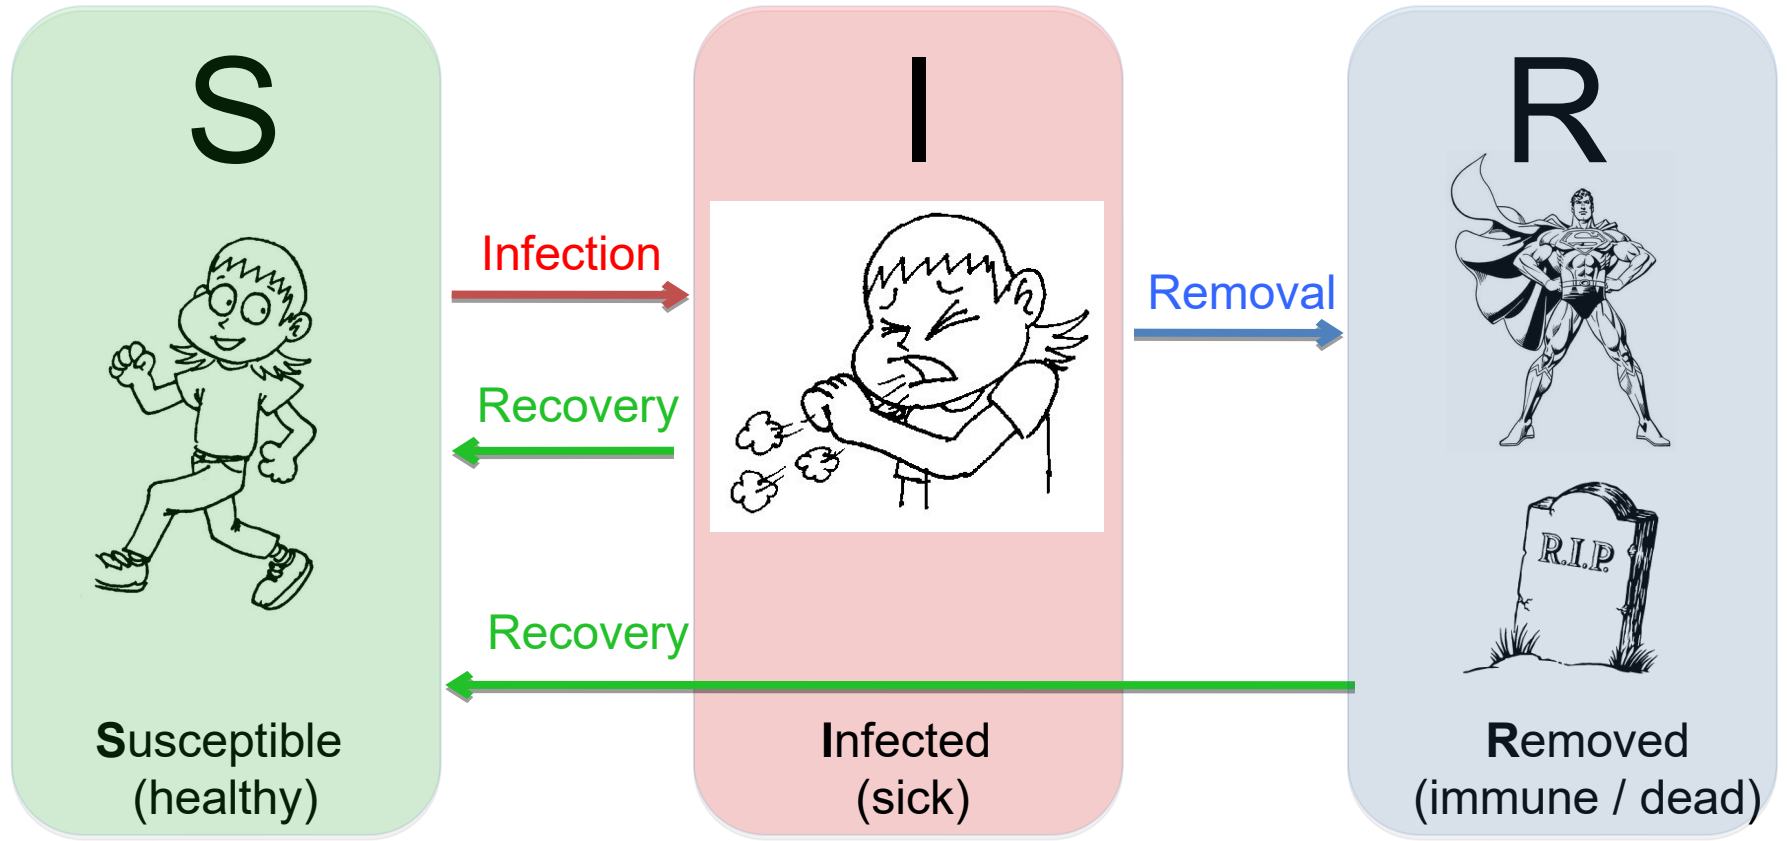 S
I
R
Infection
Removal
Recovery
R.I.P.
Recovery
Susceptible
(healthy)
Infected
(sick)
Removed
(immune / dead)